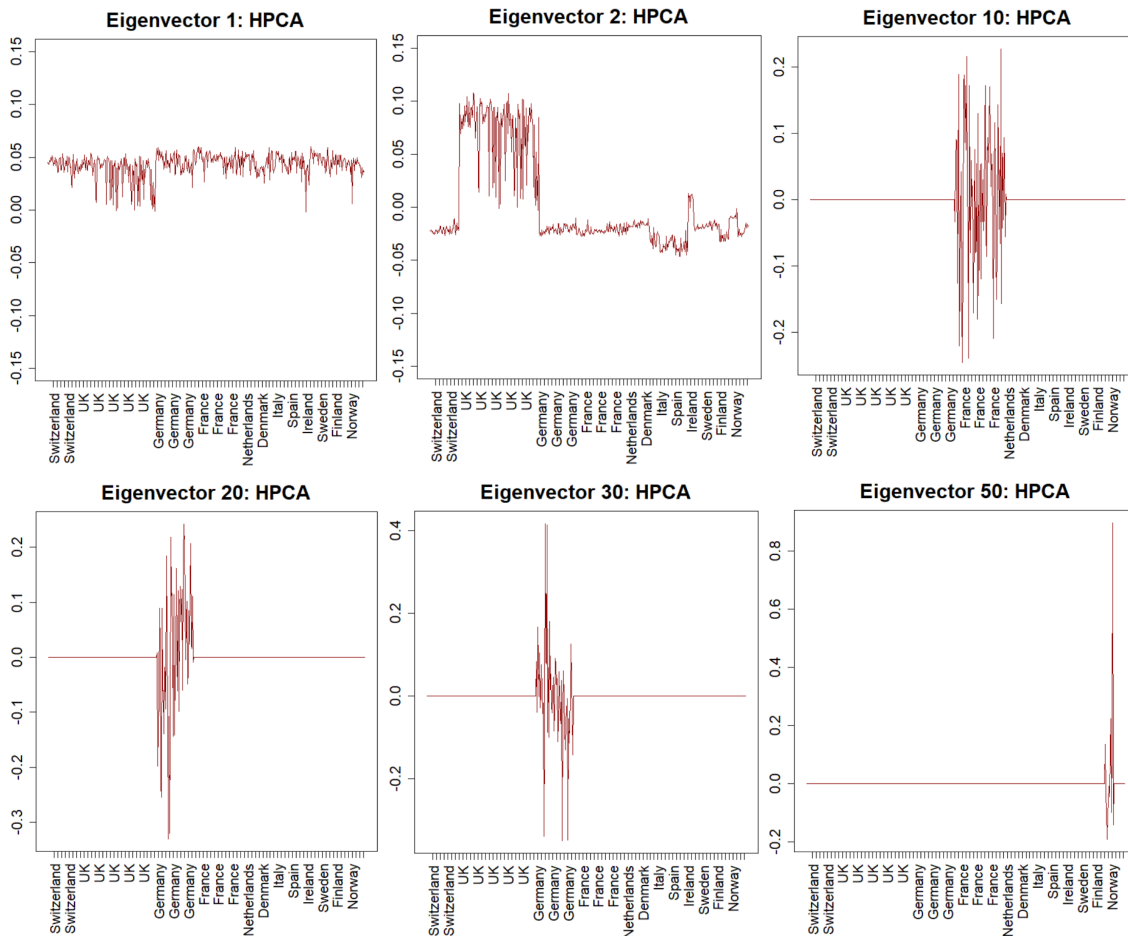 Eigenvector 1: HPCA
0.15
0.10
0.05
0.00
-0.05
-0.10
-0.15
Switzerland
Switzerland
UK
UK
UK
UK
UK
Germany
Germany
Germany
France
France
France
Netherlands
Denmark
Italy
Spain
Ireland
Sweden
Finland
Norway
Eigenvector 2: HPCA
0.15
0.10
0.05
0.00
-0.05
-0.10
-0.15
Switzerland
Switzerland
UK
UK
UK
UK
UK
Germany
Germany
Germany
France
France
France
Netherlands
Denmark
Italy
Spain
Ireland
Sweden
Finland
Norway
Eigenvector 10: HPCA
0.2
0.1
0.0
-0.1
-0.2
Switzerland
Switzerland
UK
UK
UK
UK
UK
Germany
Germany
Germany
France
France
France
Netherlands
Denmark
Italy
Spain
Ireland
Sweden
Finland
Norway
Eigenvector 20: HPCA
0.2
0.1
0.0
-0.1
-0.2
-0.3
Switzerland
Switzerland
UK
UK
UK
UK
UK
Germany
Germany
Germany
France
France
France
Netherlands
Denmark
Italy
Spain
Ireland
Sweden
Finland
Norway
Eigenvector 30: HPCA
0.4
0.2
0.0
-0.2
Switzerland
Switzerland
UK
UK
UK
UK
UK
Germany
Germany
Germany
France
France
France
Netherlands
Denmark
Italy
Spain
Ireland
Sweden
Finland
Norway
Eigenvector 50: HPCA
0.8
0.6
0.4
0.2
0.0
-0.2
Switzerland
Switzerland
UK
UK
UK
UK
UK
Germany
Germany
Germany
France
France
France
Netherlands
Denmark
Italy
Spain
Ireland
Sweden
Finland
Norway